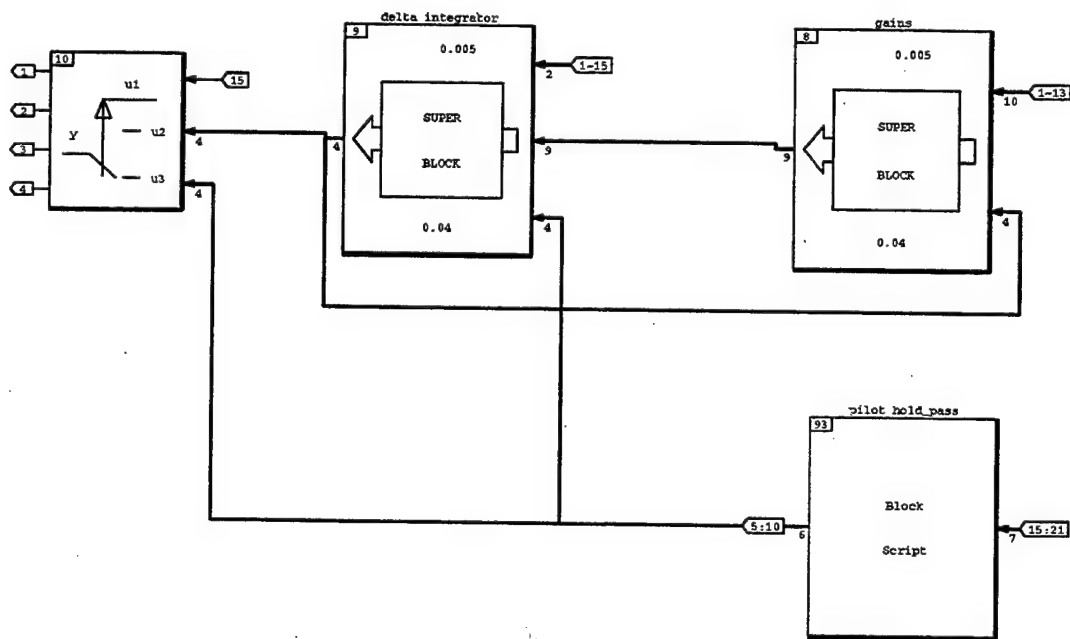 delta integrator
gains
9
0.005
8
0.005
10
u1
15
1
2
1-15
10
1-13
2
y
u2
4
SUPER
BLOCK
4
9
SUPER
BLOCK
9
3
u3
4
4
0.04
4
0.04
4
pilot hold_pass
93
Block
Script
5:10
6
7
15:21